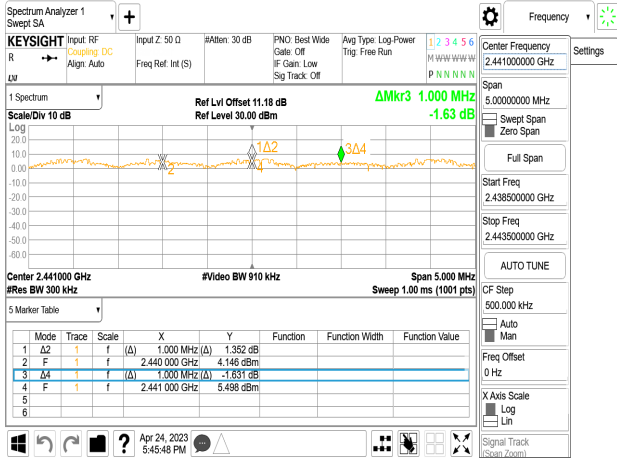 Spectrum Analyzer 1
Swept SA
Frequency
KEYSIGHT
R
LXI
Input: RF
Coupling: DC
Align: Auto
Input Z: 50 Ω
Freq Ref: Int (S)
#Atten: 30 dB
PNO: Best Wide
Gate: Off
IF Gain: Low
Sig Track: Off
Avg Type: Log-Power
Trig: Free Run
1 2 3 4 5 6
M W W W W W
P N N N N N
1 Spectrum
Scale/Div 10 dB
Ref Lvl Offset 11.18 dB
Ref Level 30.00 dBm
ΔMkr3 1.000 MHz
-1.63 dB
Log
20.0
10.0
0.00
-10.0
-20.0
-30.0
-40.0
-50.0
-60.0
2
1Δ2
4
3Δ4
Center 2.441000 GHz
#Res BW 300 kHz
#Video BW 910 kHz
Span 5.000 MHz
Sweep 1.00 ms (1001 pts)
5 Marker Table
Mode Trace Scale X Y Function Function Width Function Value
1 Δ2 1 f (Δ) 1.000 MHz (Δ) 1.352 dB
2 F 1 f 2.440 000 GHz 4.146 dBm
3 Δ4 1 f (Δ) 1.000 MHz (Δ) -1.631 dB
4 F 1 f 2.441 000 GHz 5.498 dBm
5
6
Apr 24, 2023
5:45:48 PM
?
Center Frequency
2.441000000 GHz
Settings
Span
5.00000000 MHz
Swept Span
Zero Span
Full Span
Start Freq
2.438500000 GHz
Stop Freq
2.443500000 GHz
AUTO TUNE
CF Step
500.000 kHz
Auto
Man
Freq Offset
0 Hz
X Axis Scale
Log
Lin
Signal Track
(Span Zoom)